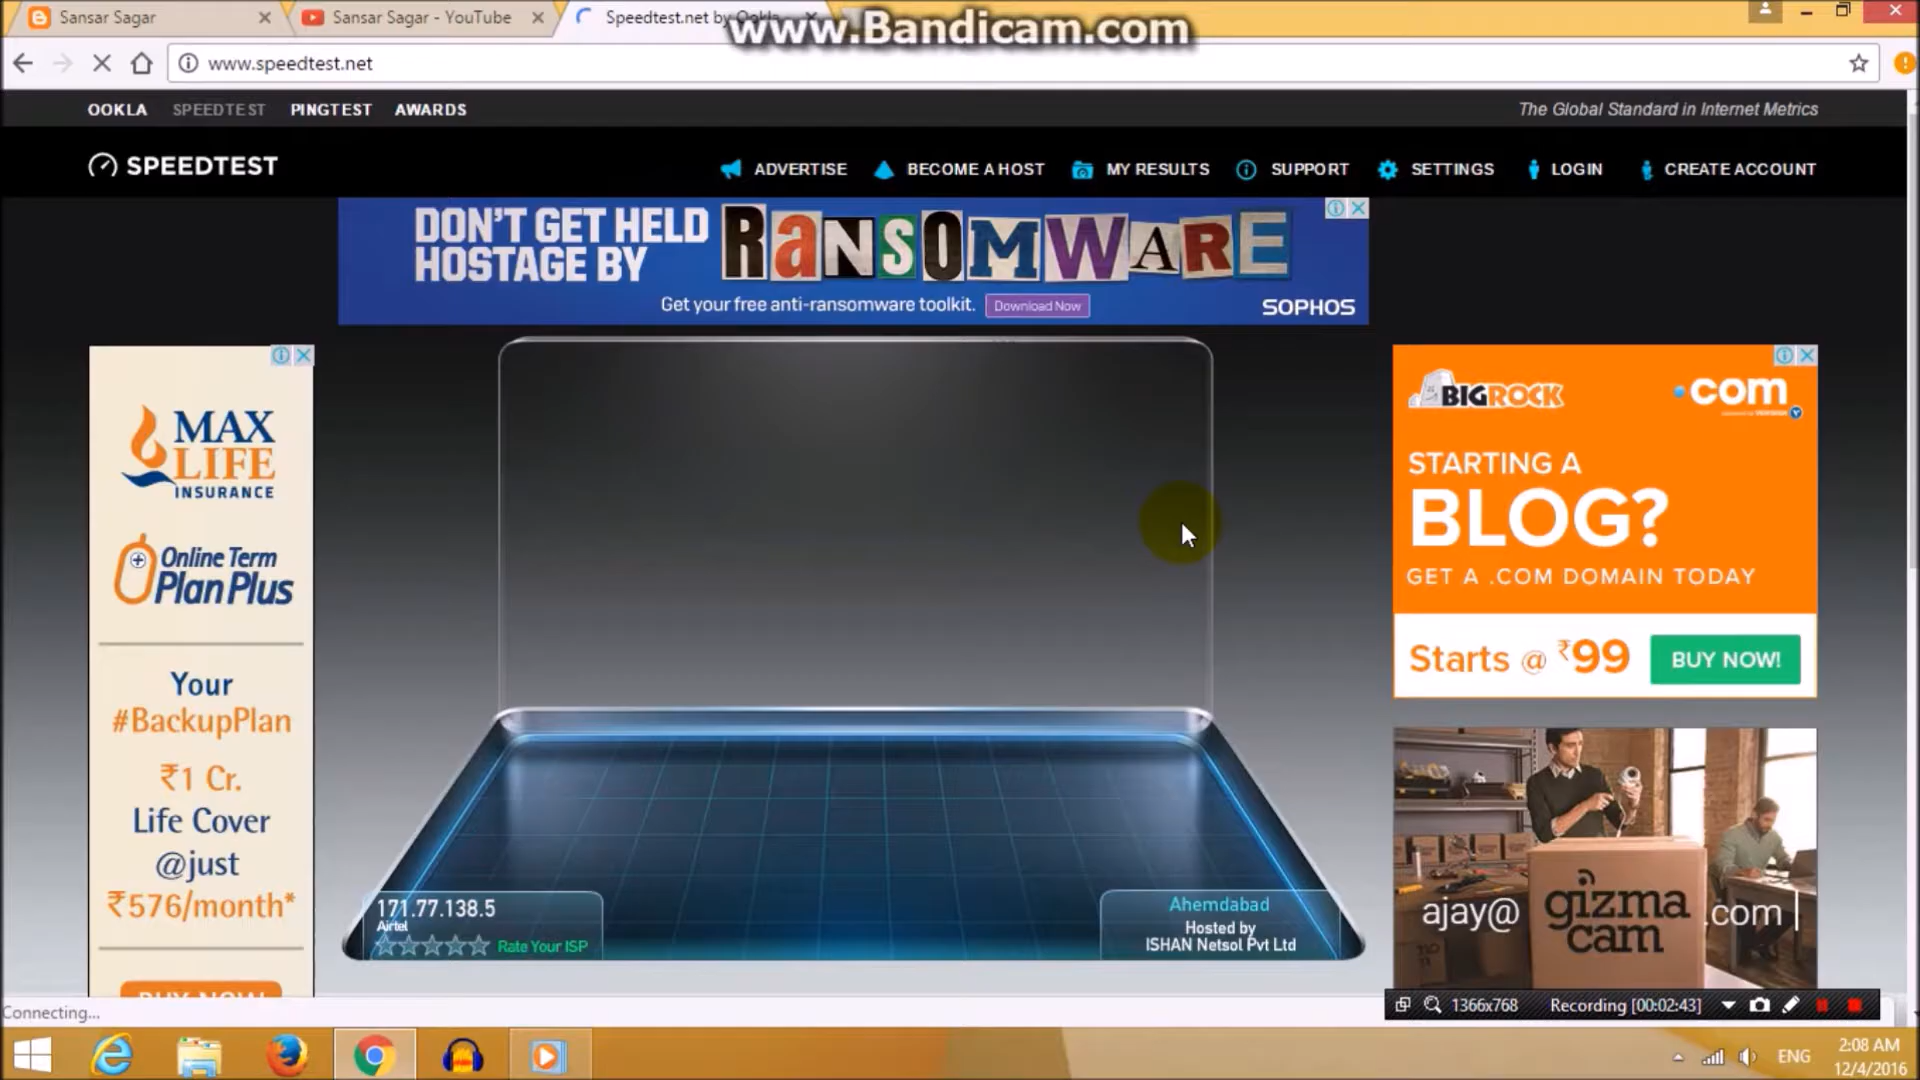 Sansar Sagar
Sansar Sagar - YouTube
Speedtest.net by Ookla
www.Bandicam.com
www.speedtest.net
OOKLA SPEEDTEST PINGTEST AWARDS
The Global Standard in Internet Metrics
SPEEDTEST
ADVERTISE BECOME A HOST MY RESULTS SUPPORT SETTINGS LOGIN CREATE ACCOUNT
DON'T GET HELD
HOSTAGE BY
RANSOMWARE
Get your free anti-ransomware toolkit.
Download Now
SOPHOS
MAX
LIFE
INSURANCE
Online Term
Plan Plus
Your
#BackupPlan
₹1 Cr.
Life Cover
@just
₹576/month*
BUY NOW
BIGROCK
.com
STARTING A
BLOG?
GET A .COM DOMAIN TODAY
Starts @ ₹99
BUY NOW!
ajay@
gizma
cam
.com
171.77.138.5
Airtel
Rate Your ISP
Ahemdabad
Hosted by
ISHAN Netsol Pvt Ltd
Connecting...
1366x768 Recording [00:02:43]
ENG
2:08 AM
12/4/2016